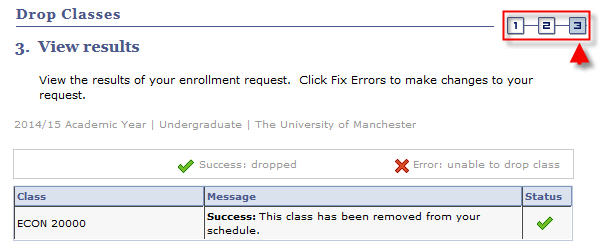 Drop Classes
1 2 3
3. View results
View the results of your enrollment request. Click Fix Errors to make changes to your
request.
2014/15 Academic Year | Undergraduate | The University of Manchester
Success: dropped Error: unable to drop class
Class Message Status
ECON 20000 Success: This class has been removed from your
schedule.